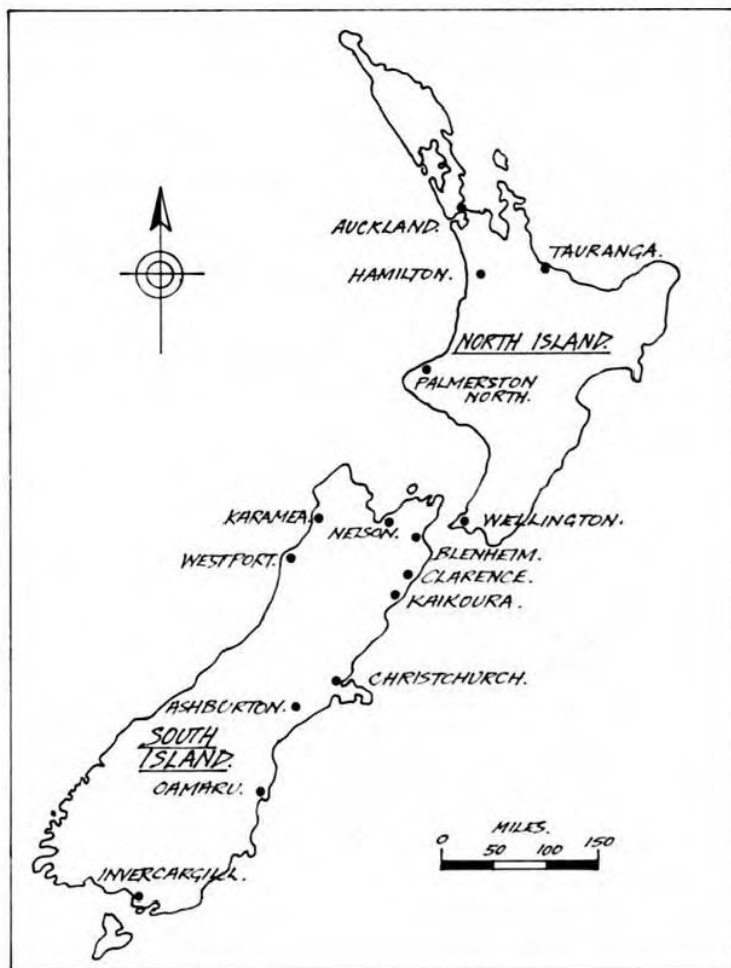 AUCKLAND.
TAURANGA.
HAMILTON.
NORTH ISLAND.
PALMERSTON
NORTH.
KARAMEA.
NELSON.
WELLINGTON.
BLENHEIM.
WESTPORT.
CLARENCE.
KAIKOURA.
CHRISTCHURCH.
ASHBURTON.
SOUTH
ISLAND.
OAMARU.
MILES.
0 50 100 150
INVERCARGILL.